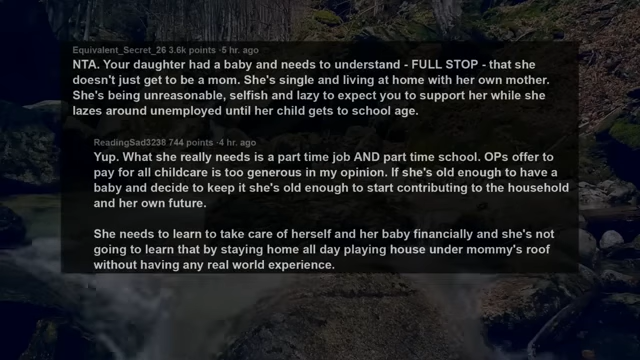 Equivalent_Secret_26 3.6k points ·5 hr. ago
NTA. Your daughter had a baby and needs to understand - FULL STOP - that she
doesn't just get to be a mom. She's single and living at home with her own mother.
She's being unreasonable, selfish and lazy to expect you to support her while she
lazes around unemployed until her child gets to school age.
ReadingSad3238 744 points ·4 hr. ago
Yup. What she really needs is a part time job AND part time school. OPs offer to
pay for all childcare is too generous in my opinion. If she's old enough to have a
baby and decide to keep it she's old enough to start contributing to the household
and her own future.
She needs to learn to take care of herself and her baby financially and she's not
going to learn that by staying home all day playing house under mommy's roof
without having any real world experience.